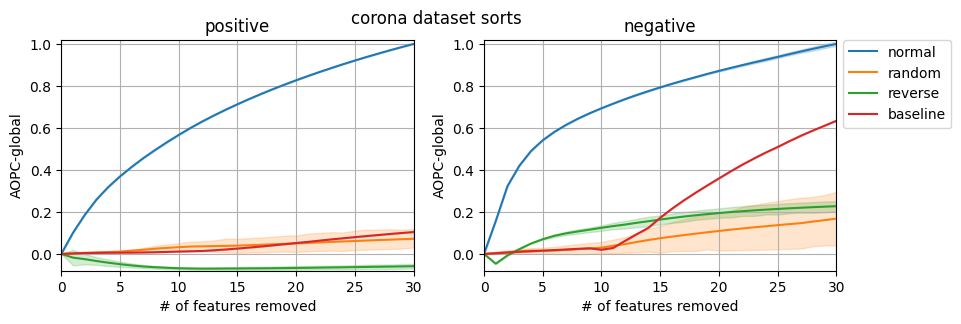 corona dataset sorts
positive
AOPC-global
1.0
0.8
0.6
0.4
0.2
0.0
0 5 10 15 20 25 30
# of features removed
negative
AOPC-global
1.0
0.8
0.6
0.4
0.2
0.0
0 5 10 15 20 25 30
# of features removed
normal
random
reverse
baseline